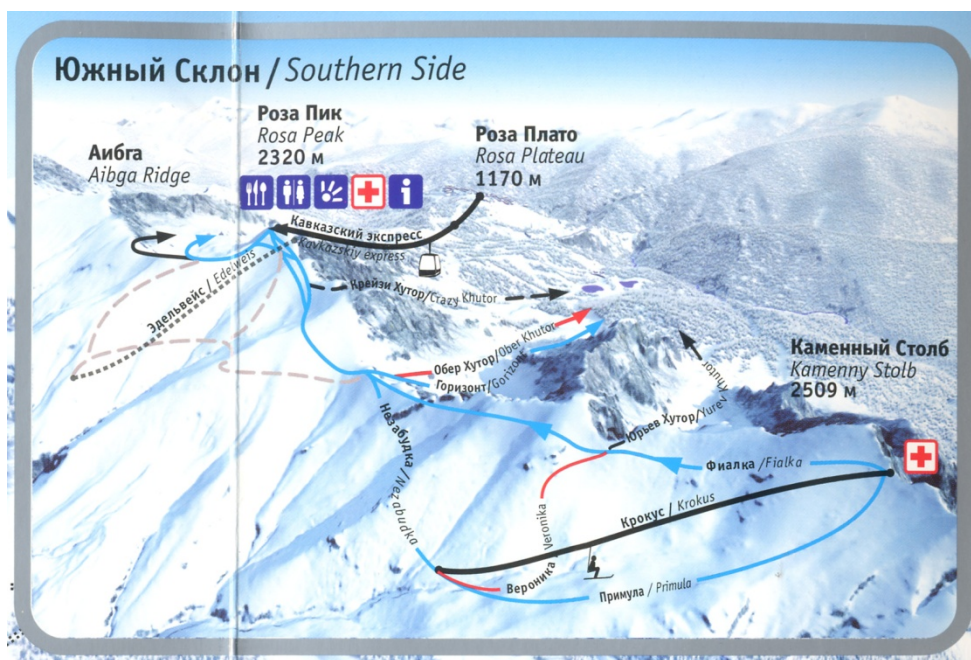 Южный Склон / Southern Side
Роза Пик
Rosa Peak
2320 м
Роза Плато
Rosa Plateau
1170 м
Аибга
Aibga Ridge
Кавказский экспресс
Kavkazskiy express
Эдельвейс / Edelweis
Крейзи Хутор/Crazy Khutor
Обер Хутор/Ober Khutor
Горизонт/Gorizont
Каменный Столб
Kamenny Stolb
2509 м
Юрьев Хутор/Yurev Khutor
Незабудка / Nezabudka
Фиалка /Fialka
Крокус / Krokus
Вероника / Veronika
Примула / Primula